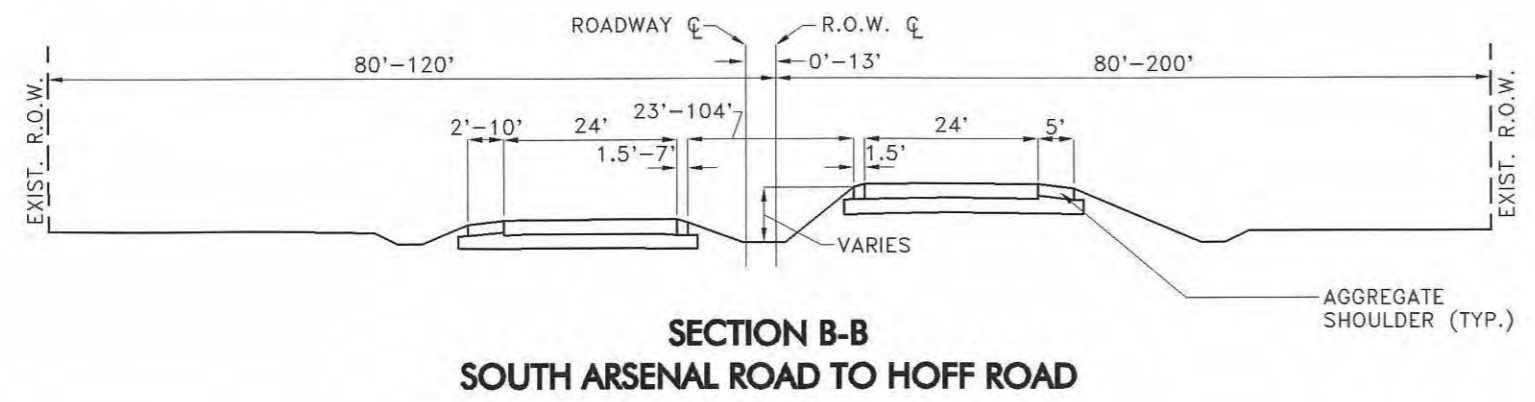 ROADWAY ℄
R.O.W. ℄
80'-120'
0'-13'
80'-200'
EXIST. R.O.W.
2'-10'
24'
23'-104'
1.5'-7'
24'
5'
1.5'
EXIST. R.O.W.
VARIES
AGGREGATE
SHOULDER (TYP.)
SECTION B-B
SOUTH ARSENAL ROAD TO HOFF ROAD